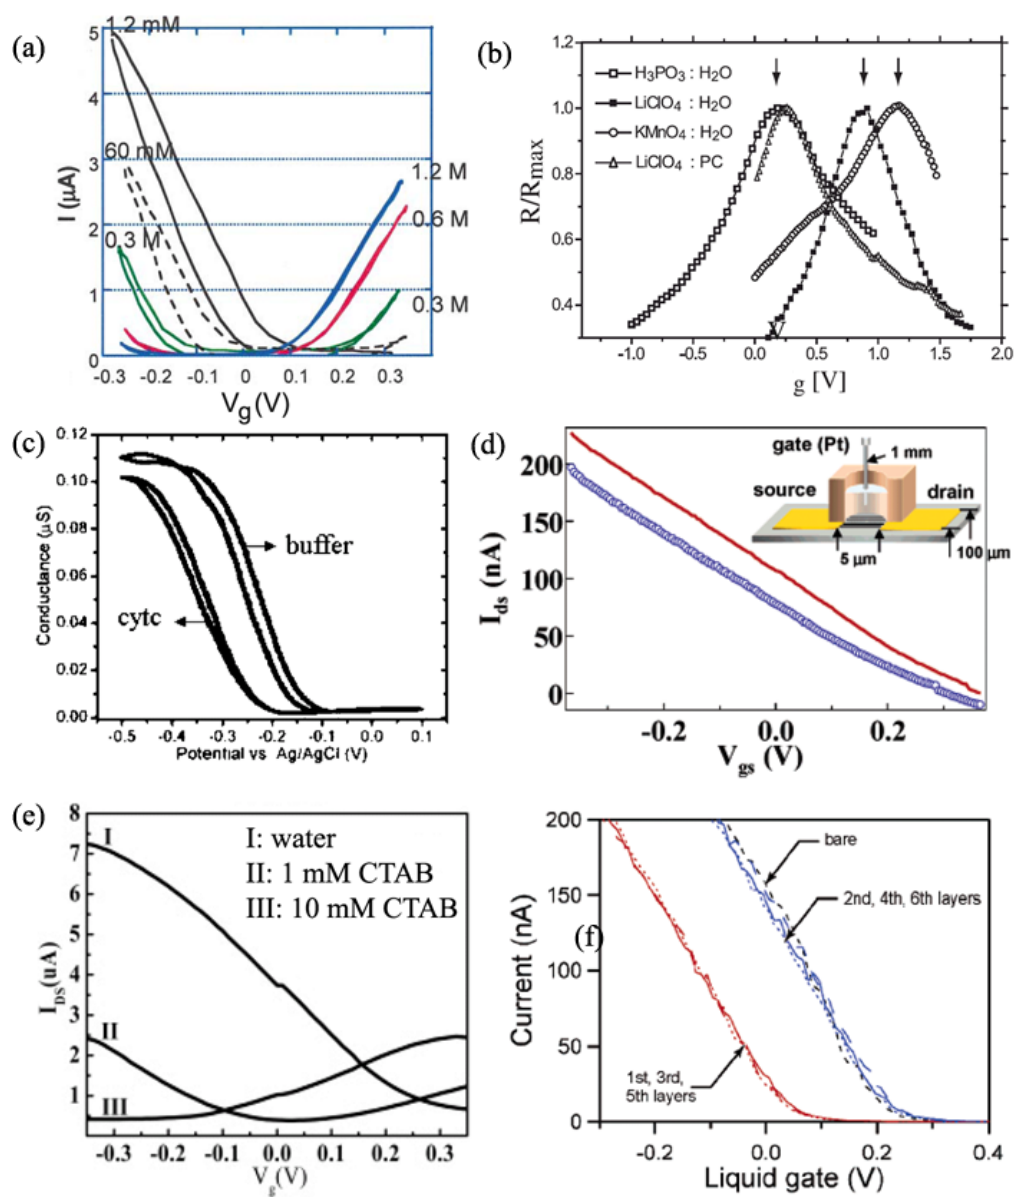 (a)
1.2 mM
5
4
3
2
1
0
60 mM
0.3 M
1.2 M
0.6 M
0.3 M
I (μA)
-0.3 -0.2 -0.1 0 0.1 0.2 0.3
Vg(V)
(b)
1.2
1.0
0.8
0.6
0.4
R/Rmax
H3PO3 : H2O
LiClO4 : H2O
KMnO4 : H2O
LiClO4 : PC
-1.0 -0.5 0.0 0.5 1.0 1.5 2.0
g [V]
(c)
0.12
0.10
0.08
0.06
0.04
0.02
0.00
Conductance (μS)
buffer
cytc
-0.5 -0.4 -0.3 -0.2 -0.1 0.0 0.1
Potential vs Ag/AgCl (V)
(d)
200
150
100
50
0
Ids (nA)
gate (Pt)
1 mm
source drain
5 μm
100 μm
-0.2 0.0 0.2
Vgs (V)
(e)
8
7
6
5
4
3
2
1
IDS(uA)
I
II
III
I: water
II: 1 mM CTAB
III: 10 mM CTAB
-0.3 -0.2 -0.1 0.0 0.1 0.2 0.3
Vg(V)
(f)
200
150
100
50
0
Current (nA)
bare
2nd, 4th, 6th layers
1st, 3rd,
5th layers
-0.2 0.0 0.2 0.4
Liquid gate (V)